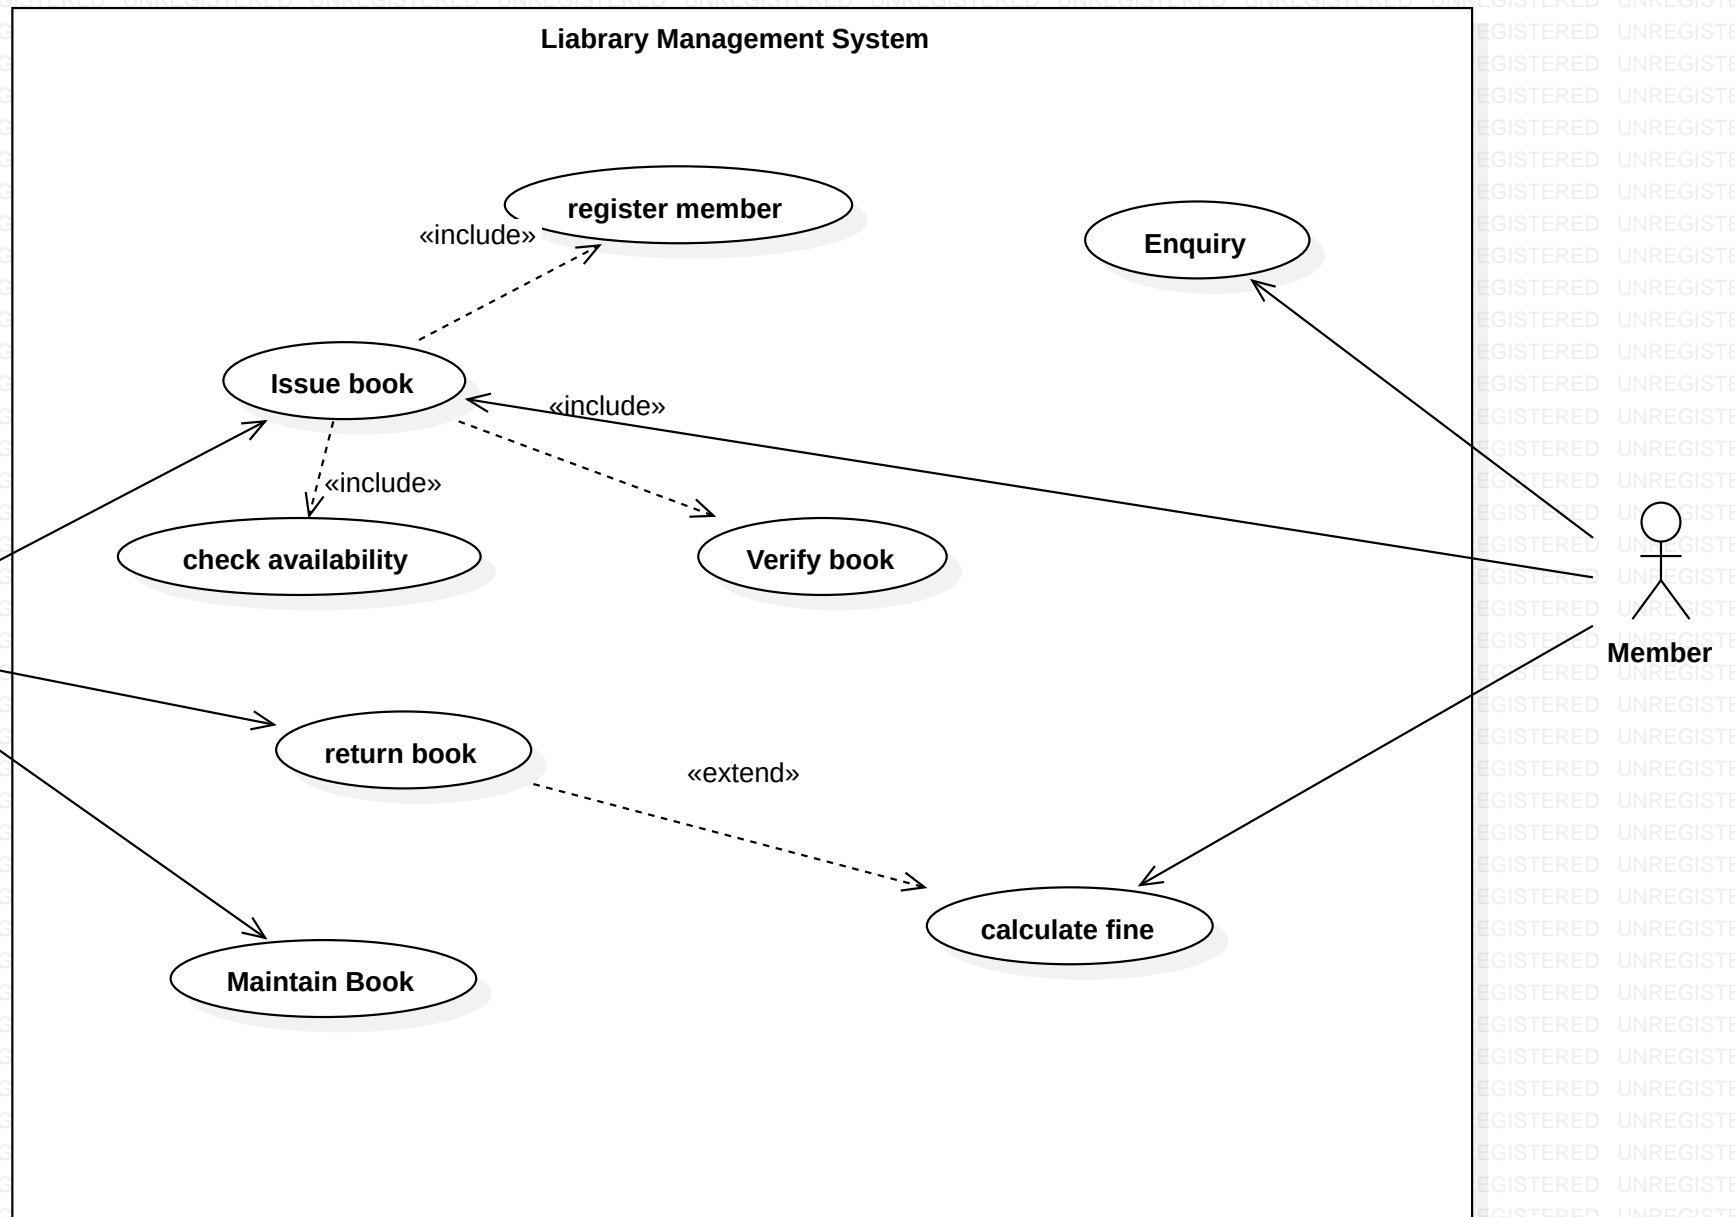 Liabrary Management System
register member
«include»
Enquiry
Issue book
«include»
«include»
check availability
Verify book
Member
return book
«extend»
calculate fine
Maintain Book
UNREGISTERED